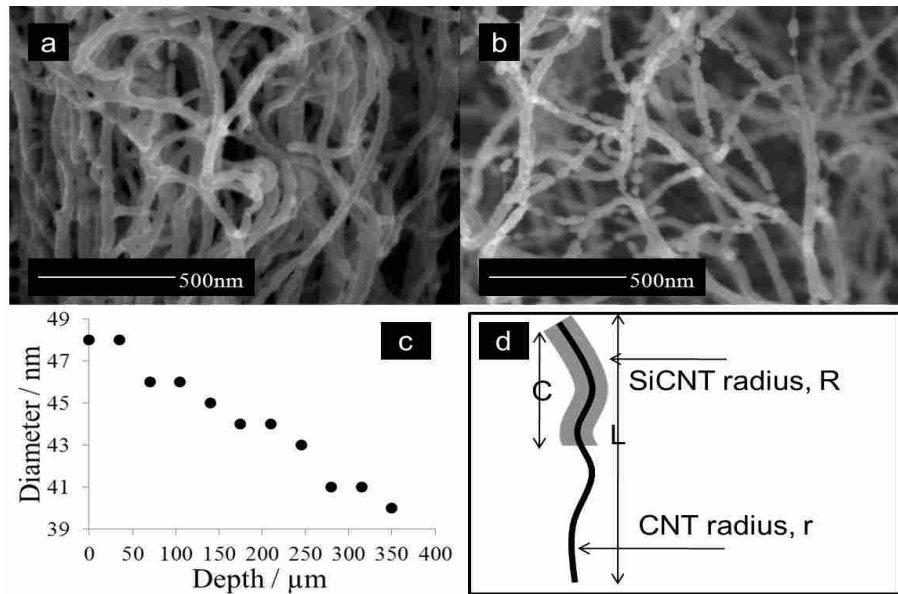 a
500nm
b
500nm
c
49
47
45
43
41
39
Diameter / nm
0
50
100
150
200
250
300
350
400
Depth / µm
d
C
SiCNT radius, R
L
CNT radius, r